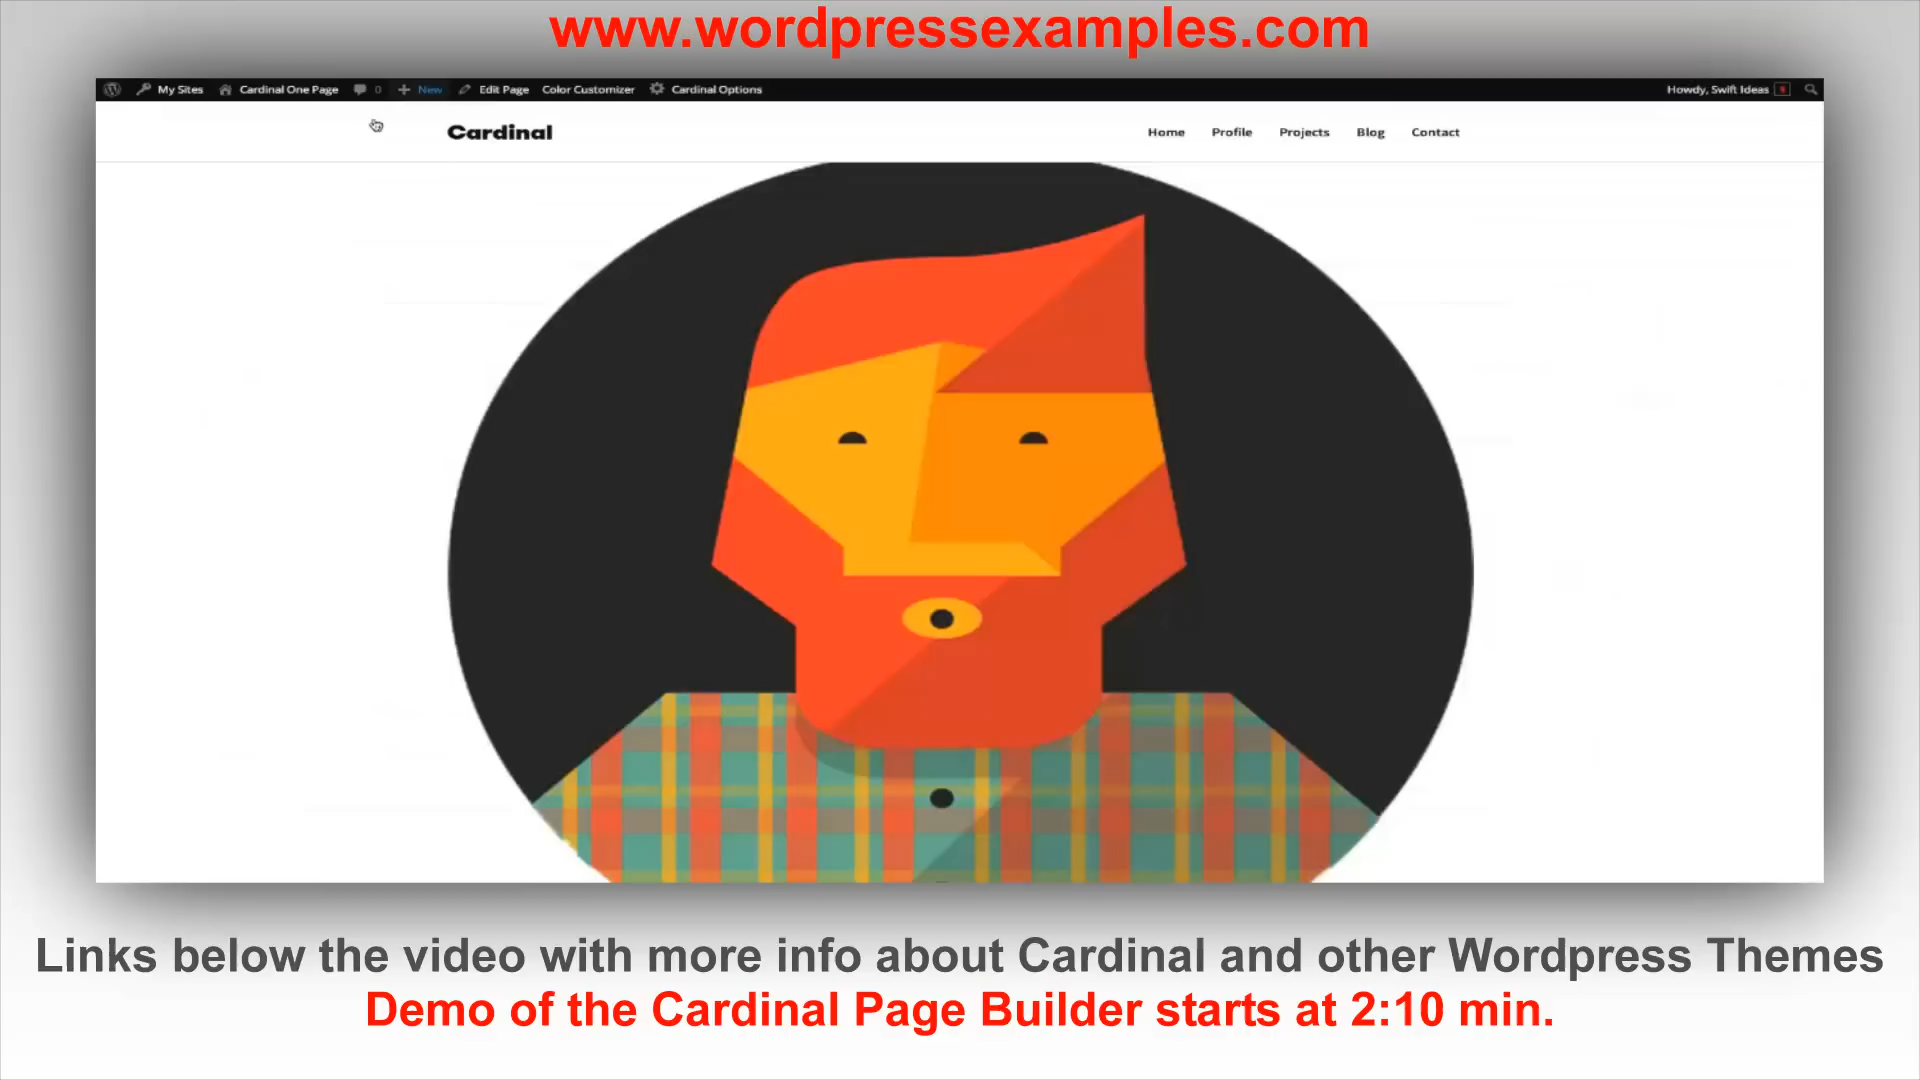 www.wordpressexamples.com
My Sites Cardinal One Page 0 New Edit Page Color Customizer Cardinal Options Howdy, Swift Ideas
Cardinal Home Profile Projects Blog Contact
Links below the video with more info about Cardinal and other Wordpress Themes
Demo of the Cardinal Page Builder starts at 2:10 min.